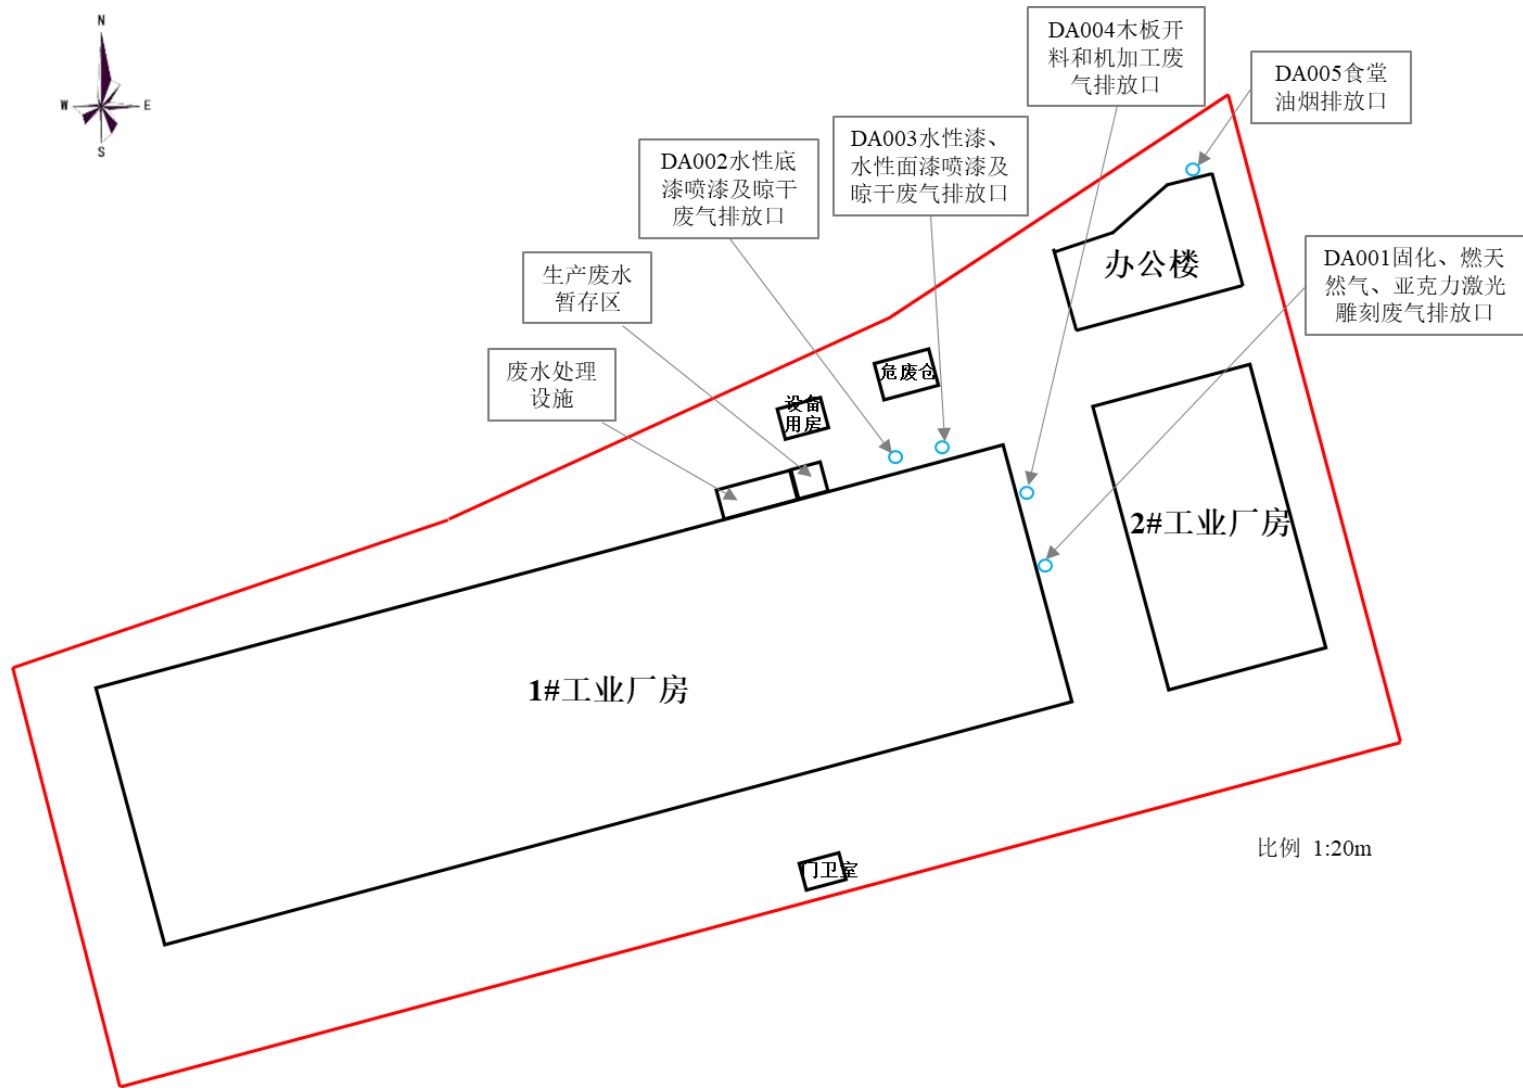 N
W
E
S
DA004木板开
料和机加工废
气排放口
DA005食堂
油烟排放口
DA003水性漆、
水性面漆喷漆及
晾干废气排放口
DA002水性底
漆喷漆及晾干
废气排放口
DA001固化、燃天
然气、亚克力激光
雕刻废气排放口
生产废水
暂存区
废水处理
设施
办公楼
危废仓
设备
用房
2#工业厂房
1#工业厂房
门卫室
比例 1:20m